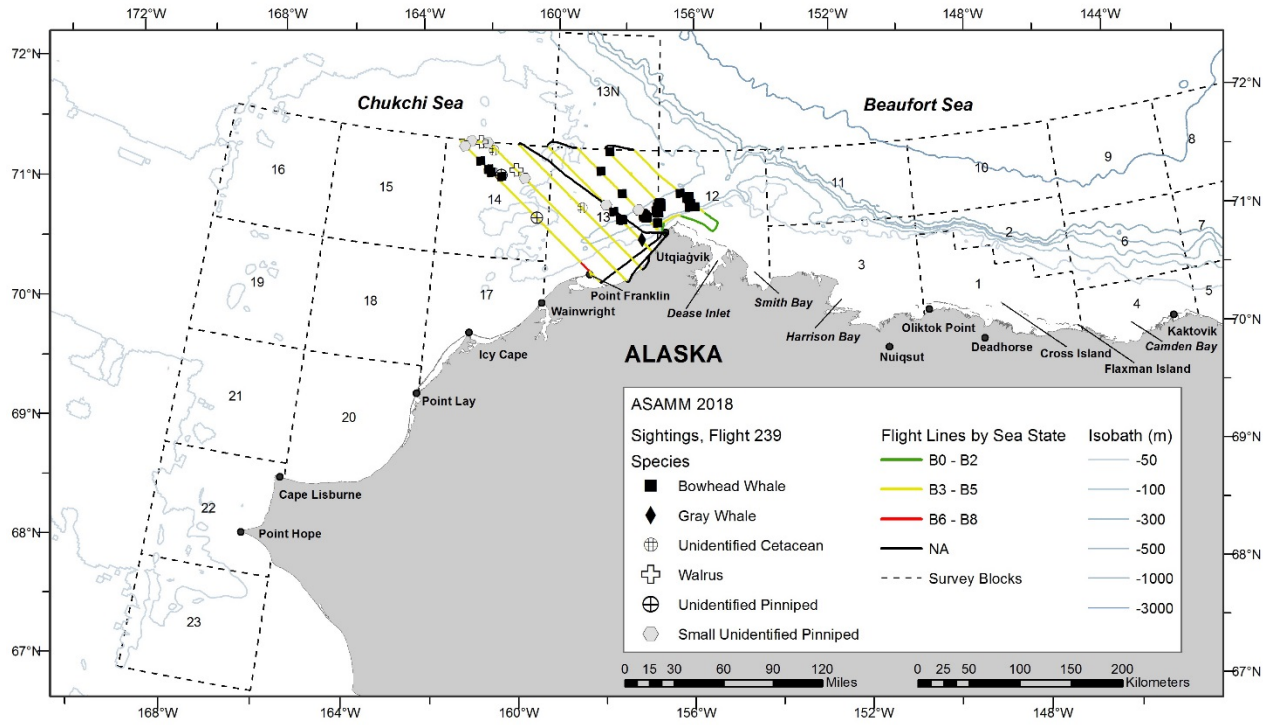 172°W 168°W 164°W 160°W 156°W 152°W 148°W 144°W
72°N
72°N
Chukchi Sea
13N
Beaufort Sea
8
9
16
10
15
71°N
11
71°N
14
12
13
7
2
6
3
19
Utqiaġvik
1
5
18
17
70°N
Point Franklin
Smith Bay
4
70°N
Wainwright
Dease Inlet
Harrison Bay
Oliktok Point
Kaktovik
Icy Cape
ALASKA
Nuiqsut
Deadhorse
Cross Island
Camden Bay
Flaxman Island
21
Point Lay
20
69°N
69°N
Cape Lisburne
22
68°N
Point Hope
68°N
23
67°N
67°N
ASAMM 2018
Sightings, Flight 239
Species
Bowhead Whale
Gray Whale
Unidentified Cetacean
Walrus
Unidentified Pinniped
Small Unidentified Pinniped
Flight Lines by Sea State
B0 - B2
B3 - B5
B6 - B8
NA
Survey Blocks
Isobath (m)
-50
-100
-300
-500
-1000
-3000
0 15 30 60 90 120
Miles
0 25 50 100 150 200
Kilometers
168°W 164°W 160°W 156°W 152°W 148°W